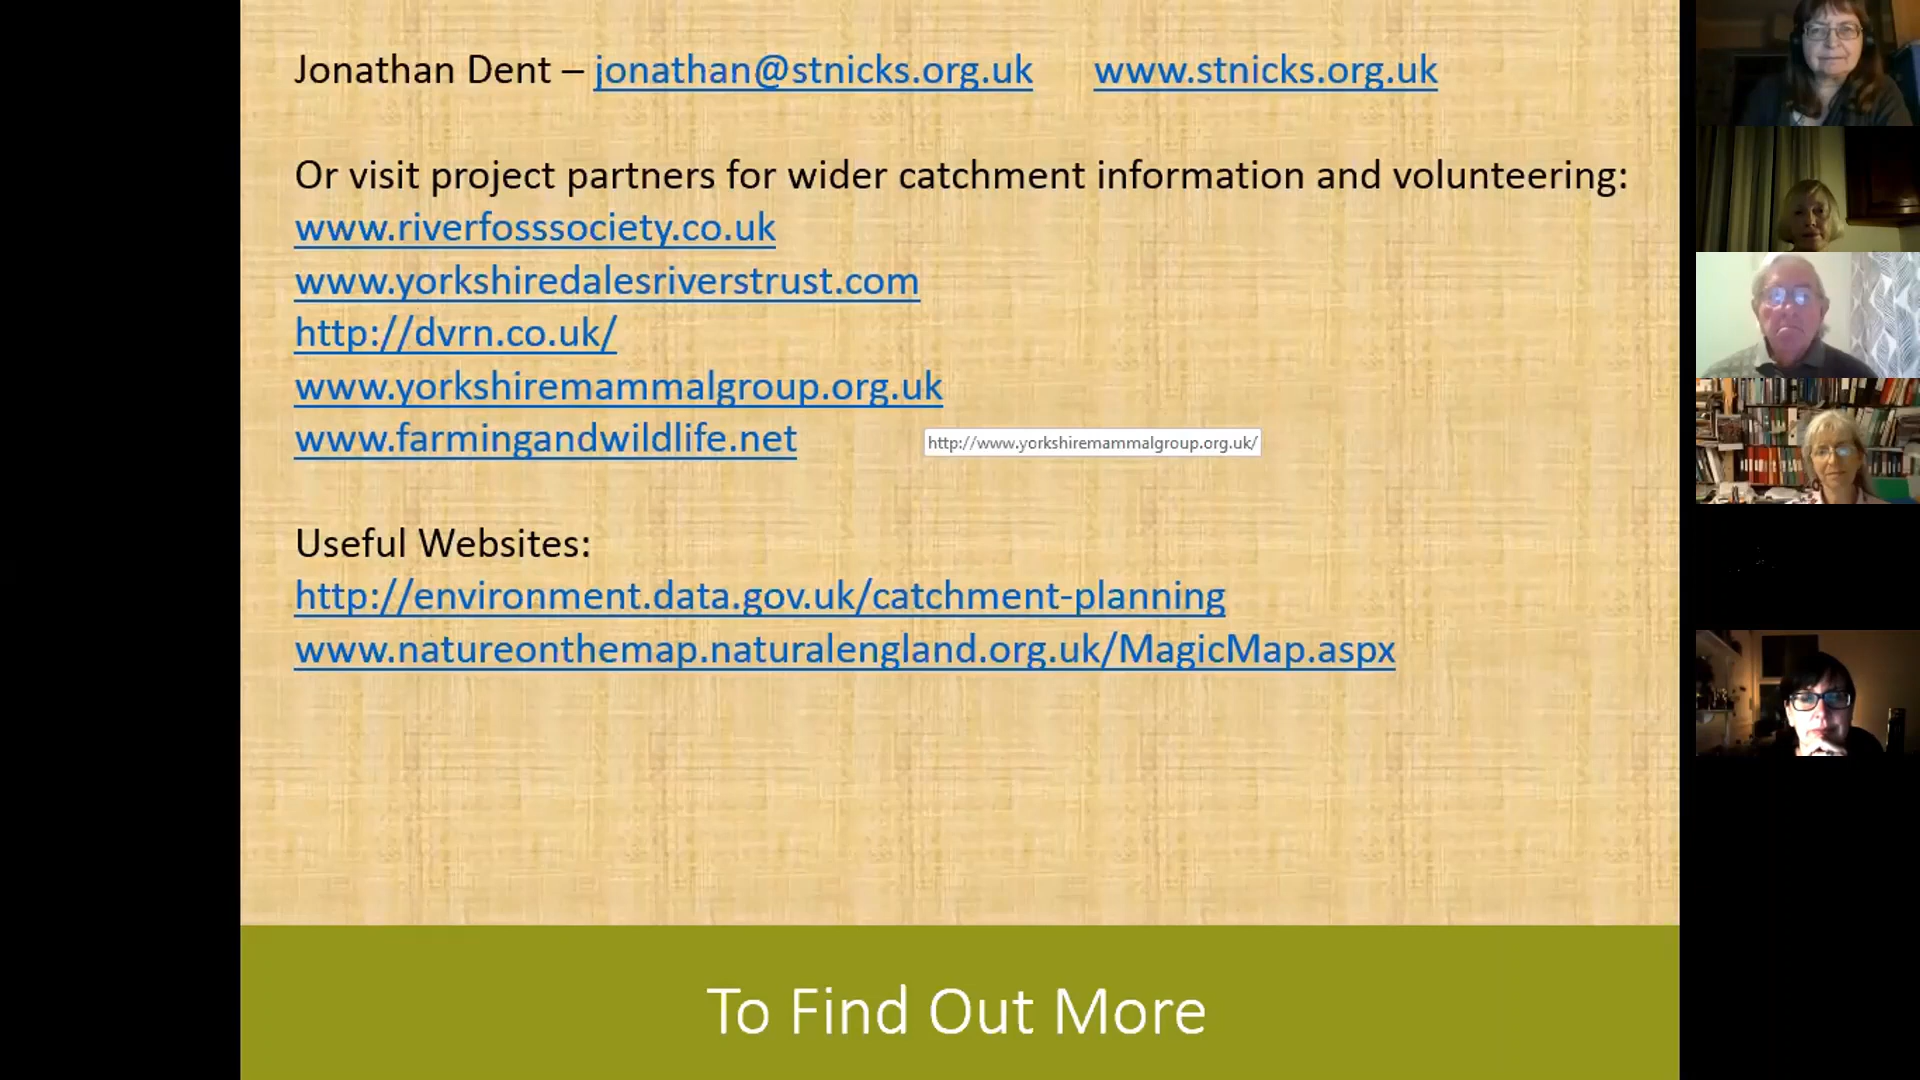 Jonathan Dent – jonathan@stnicks.org.uk www.stnicks.org.uk
Or visit project partners for wider catchment information and volunteering:
www.riverfosssociety.co.uk
www.yorkshiredalesriverstrust.com
http://dvrn.co.uk/
www.yorkshiremammalgroup.org.uk
www.farmingandwildlife.net
http://www.yorkshiremammalgroup.org.uk/
Useful Websites:
http://environment.data.gov.uk/catchment-planning
www.natureonthemap.naturalengland.org.uk/MagicMap.aspx
To Find Out More